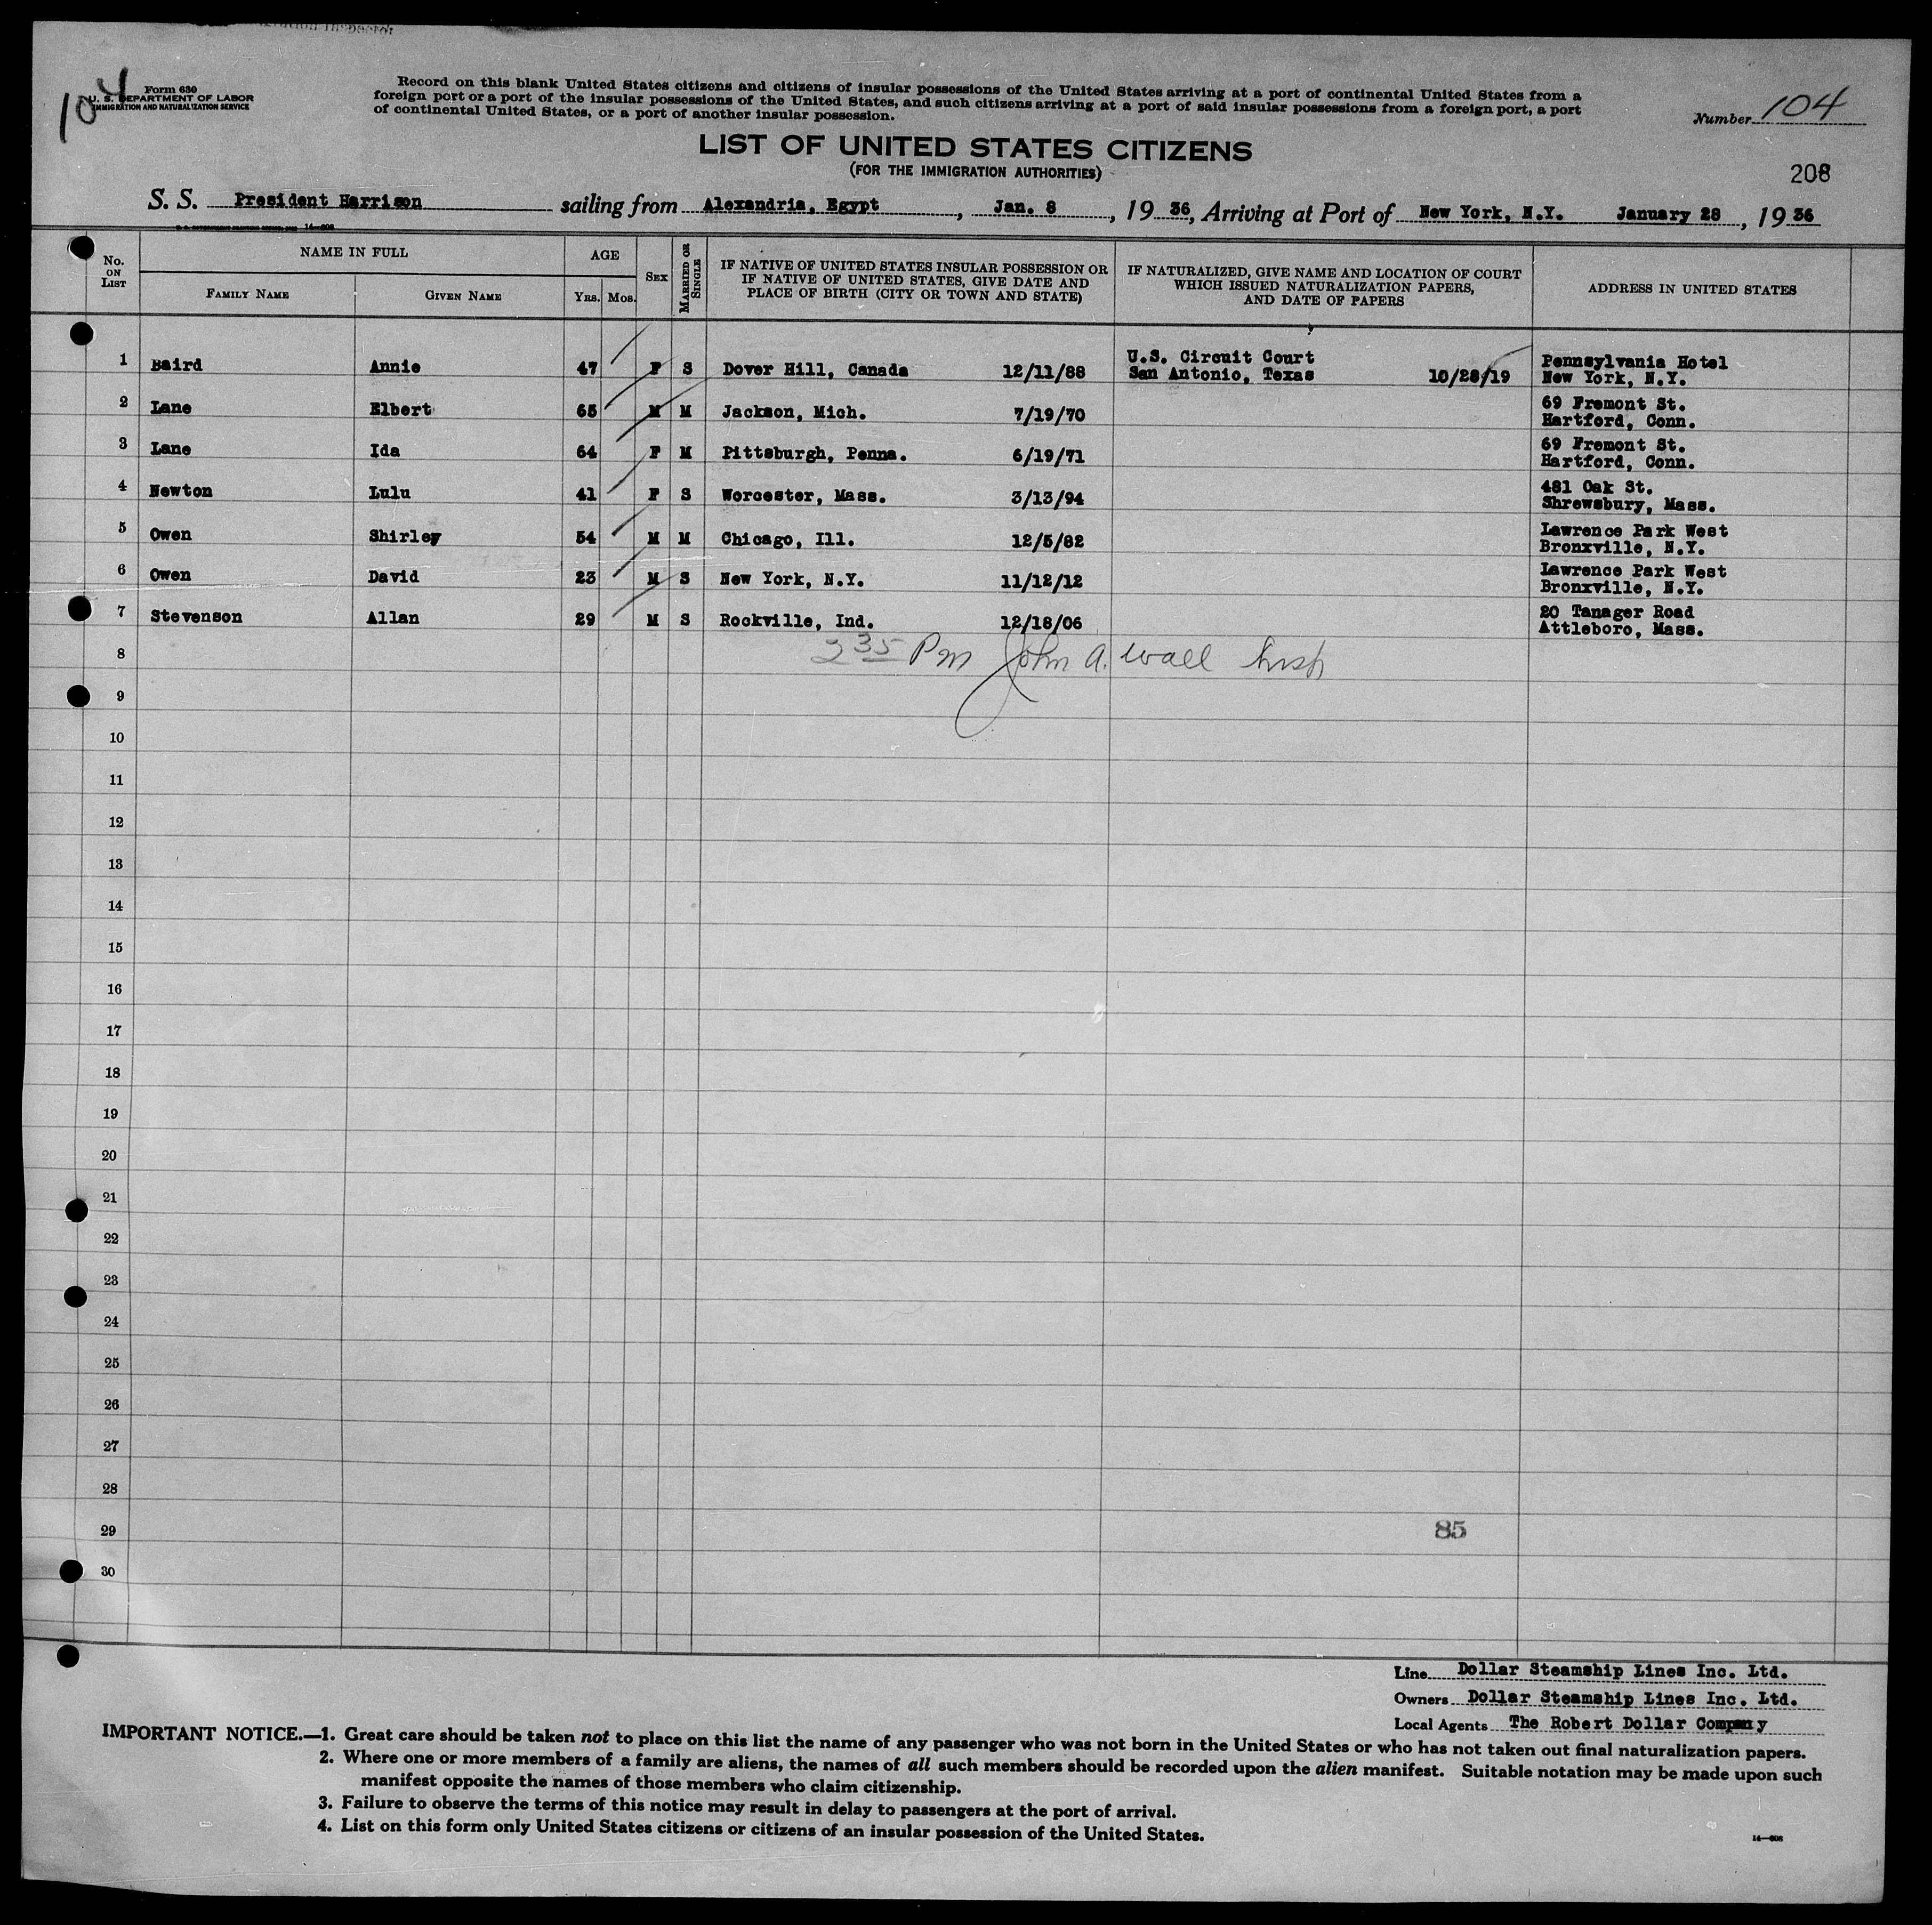 104
Form 630
U. S. DEPARTMENT OF LABOR
IMMIGRATION AND NATURALIZATION SERVICE
Record on this blank United States citizens and citizens of insular possessions of the United States arriving at a port of continental United States from a
foreign port or a port of the insular possessions of the United States, and such citizens arriving at a port of said insular possessions from a foreign port, a port
of continental United States, or a port of another insular possession.
Number 104
LIST OF UNITED STATES CITIZENS
(FOR THE IMMIGRATION AUTHORITIES)
208
S. S. President Harrison sailing from Alexandria, Egypt, Jan. 8, 19 36, Arriving at Port of New York, N.Y. January 28, 19 36
No. ON LIST
NAME IN FULL
FAMILY NAME
GIVEN NAME
AGE
YRS. MOS.
SEX
MARRIED OR SINGLE
IF NATIVE OF UNITED STATES INSULAR POSSESSION OR
IF NATIVE OF UNITED STATES, GIVE DATE AND
PLACE OF BIRTH (CITY OR TOWN AND STATE)
IF NATURALIZED, GIVE NAME AND LOCATION OF COURT
WHICH ISSUED NATURALIZATION PAPERS,
AND DATE OF PAPERS
ADDRESS IN UNITED STATES
1 Baird Annie 47 F S Dover Hill, Canada 12/11/88 U.S. Circuit Court
San Antonio, Texas 10/28/19 Pennsylvania Hotel
New York, N.Y.
2 Lane Elbert 65 M M Jackson, Mich. 7/19/70 69 Fremont St.
Hartford, Conn.
3 Lane Ida 64 F M Pittsburgh, Penna. 6/19/71 69 Fremont St.
Hartford, Conn.
4 Newton Lulu 41 F S Worcester, Mass. 3/13/94 481 Oak St.
Shrewsbury, Mass.
5 Owen Shirley 54 M M Chicago, Ill. 12/5/82 Lawrence Park West
Bronxville, N.Y.
6 Owen David 23 M S New York, N.Y. 11/12/12 Lawrence Park West
Bronxville, N.Y.
7 Stevenson Allan 29 M S Rockville, Ind. 12/18/06 20 Tanager Road
Attleboro, Mass.
8 2 35 Pm John A. Wall Insp
9
10
11
12
13
14
15
16
17
18
19
20
21
22
23
24
25
26
27
28
29 85
30
Line Dollar Steamship Lines Inc. Ltd.
Owners Dollar Steamship Lines Inc. Ltd.
Local Agents The Robert Dollar Company
IMPORTANT NOTICE.—1. Great care should be taken not to place on this list the name of any passenger who was not born in the United States or who has not taken out final naturalization papers.
2. Where one or more members of a family are aliens, the names of all such members should be recorded upon the alien manifest. Suitable notation may be made upon such
manifest opposite the names of those members who claim citizenship.
3. Failure to observe the terms of this notice may result in delay to passengers at the port of arrival.
4. List on this form only United States citizens or citizens of an insular possession of the United States.
14—608